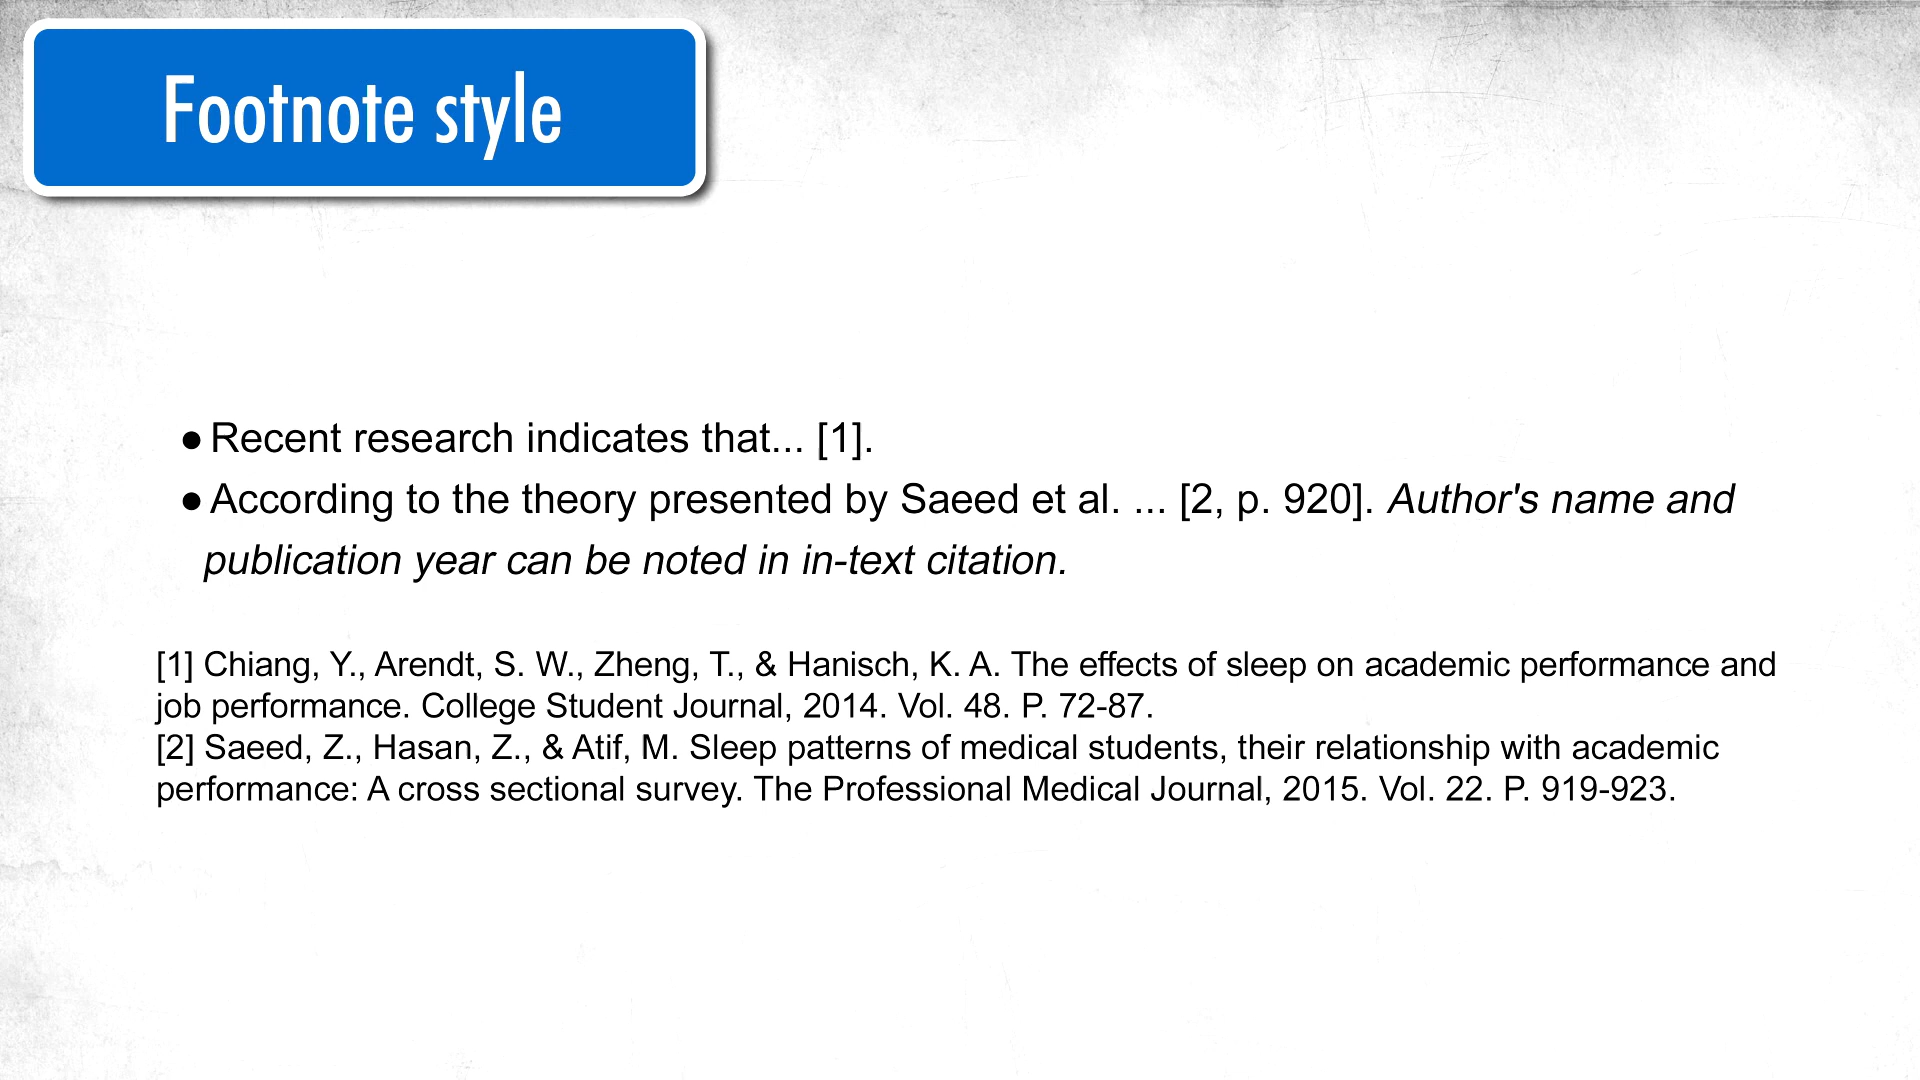 Footnote style
● Recent research indicates that... [1].
● According to the theory presented by Saeed et al. ... [2, p. 920]. Author's name and
publication year can be noted in in-text citation.
[1] Chiang, Y., Arendt, S. W., Zheng, T., & Hanisch, K. A. The effects of sleep on academic performance and
job performance. College Student Journal, 2014. Vol. 48. P. 72-87.
[2] Saeed, Z., Hasan, Z., & Atif, M. Sleep patterns of medical students, their relationship with academic
performance: A cross sectional survey. The Professional Medical Journal, 2015. Vol. 22. P. 919-923.